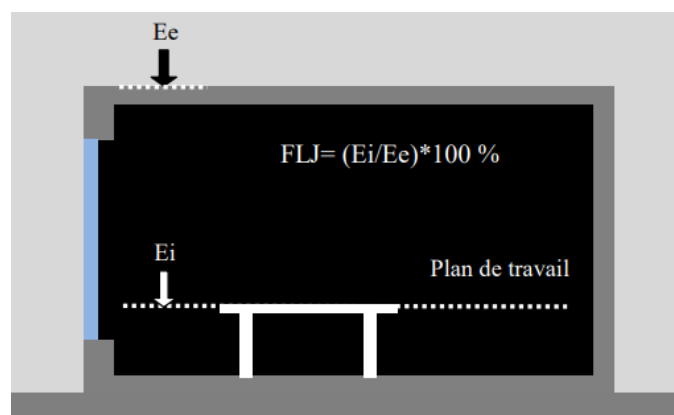 Ee
FLJ= (Ei/Ee)*100 %
Ei
Plan de travail